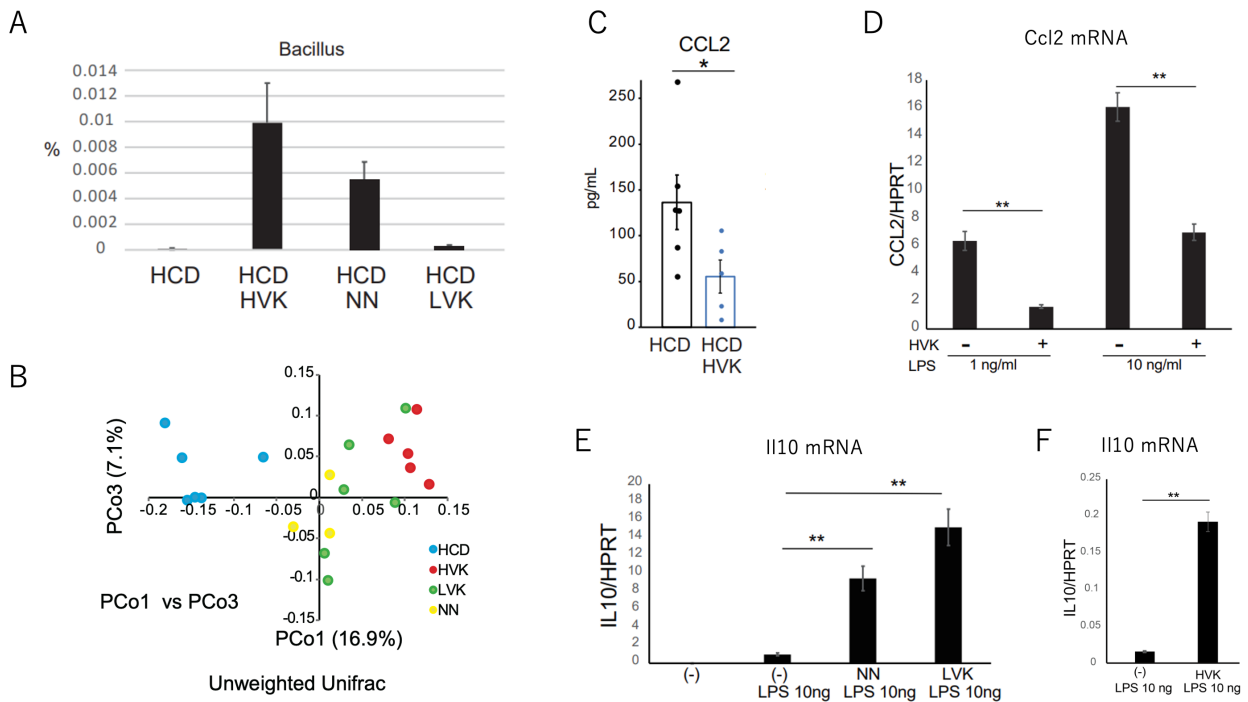 A
Bacillus
0.014
0.012
0.01
0.008
0.006
0.004
0.002
0
%
HCD
HCD
HVK
HCD
NN
HCD
LVK
B
0.15
0.1
0.05
0
-0.05
-0.1
-0.15
-0.2 -0.15 -0.1 -0.05 0 0.05 0.1 0.15
PCo3 (7.1%)
HCD
HVK
LVK
NN
PCo1 vs PCo3
PCo1 (16.9%)
Unweighted Unifrac
C
CCL2
*
250
200
150
100
50
0
pg/mL
HCD
HCD
HVK
D
Ccl2 mRNA
18
16
14
12
10
8
6
4
2
0
CCL2/HPRT
**
**
HVK - + - +
LPS 1 ng/ml 10 ng/ml
E
Il10 mRNA
20
18
16
14
12
10
8
6
4
2
0
IL10/HPRT
**
**
(-) (-) NN LVK
LPS 10ng LPS 10ng LPS 10ng
F
Il10 mRNA
0.25
0.2
0.15
0.1
0.05
0
IL10/HPRT
**
(-) HVK
LPS 10 ng LPS 10 ng